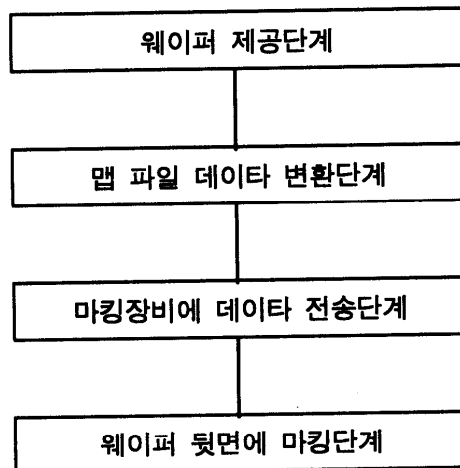 웨이퍼 제공단계
맵 파일 데이타 변환단계
마킹장비에 데이타 전송단계
웨이퍼 뒷면에 마킹단계